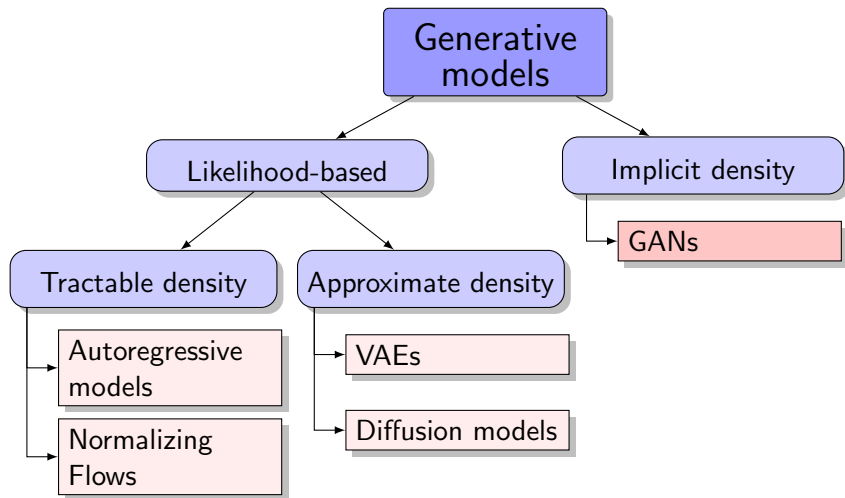 Generative
models
Likelihood-based
Implicit density
GANs
Tractable density
Approximate density
Autoregressive
models
VAEs
Normalizing
Flows
Diffusion models